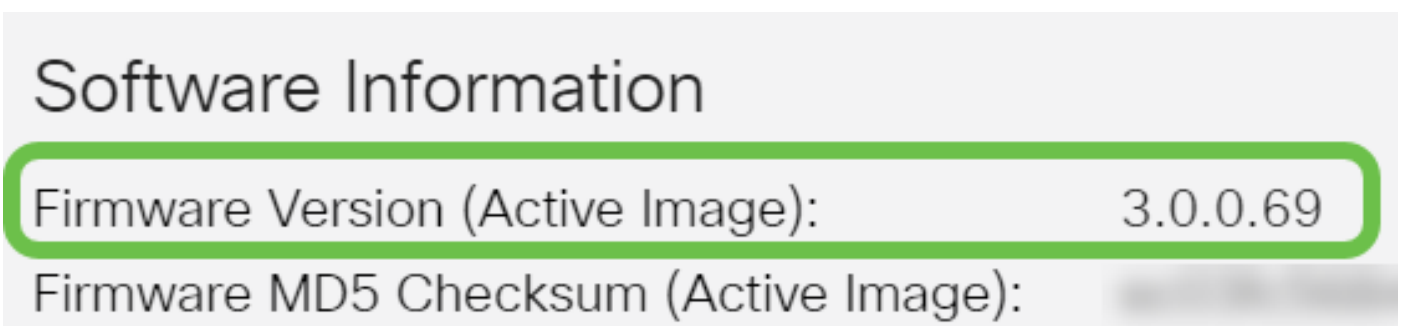 Software Information
Firmware Version (Active Image): 3.0.0.69
Firmware MD5 Checksum (Active Image):